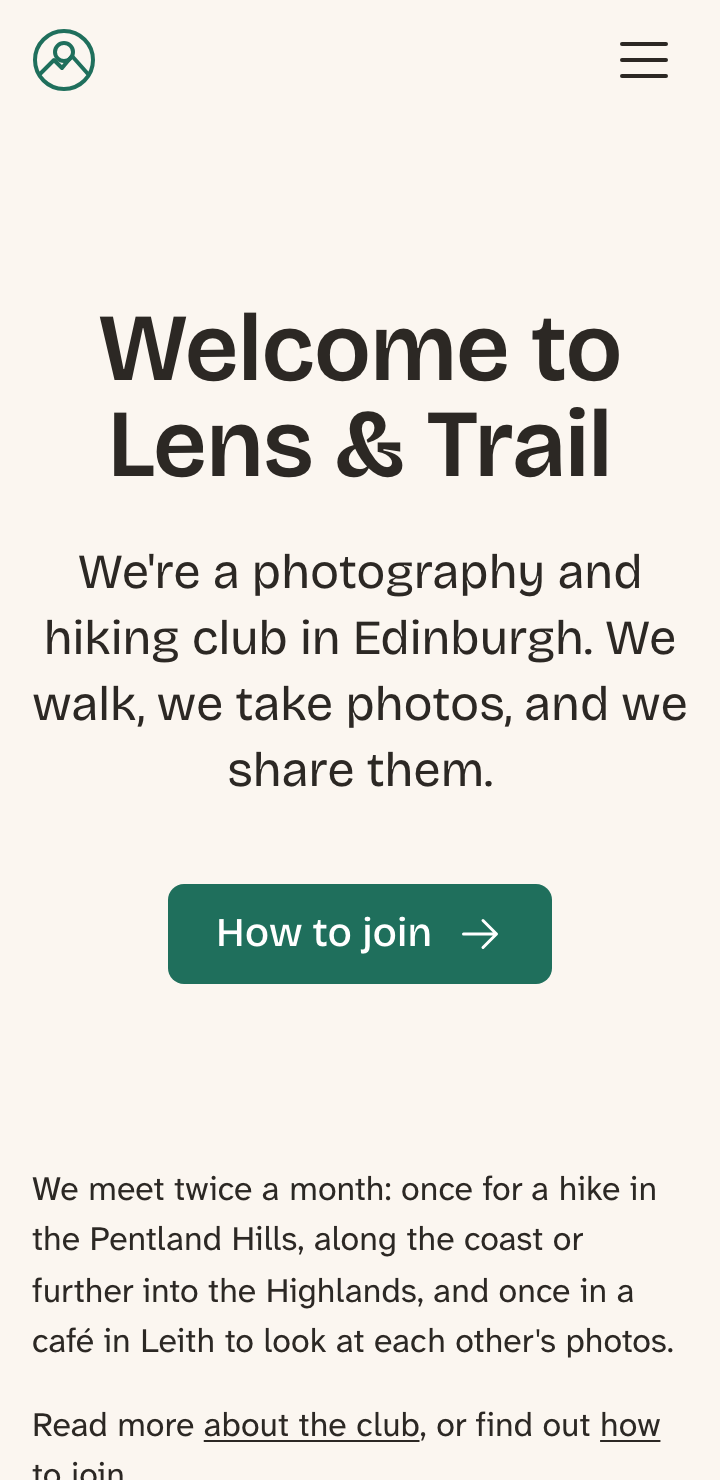 Welcome to
Lens & Trail
We're a photography and
hiking club in Edinburgh. We
walk, we take photos, and we
share them.
How to join
We meet twice a month: once for a hike in
the Pentland Hills, along the coast or
further into the Highlands, and once in a
café in Leith to look at each other's photos.
Read more about the club, or find out how
to join